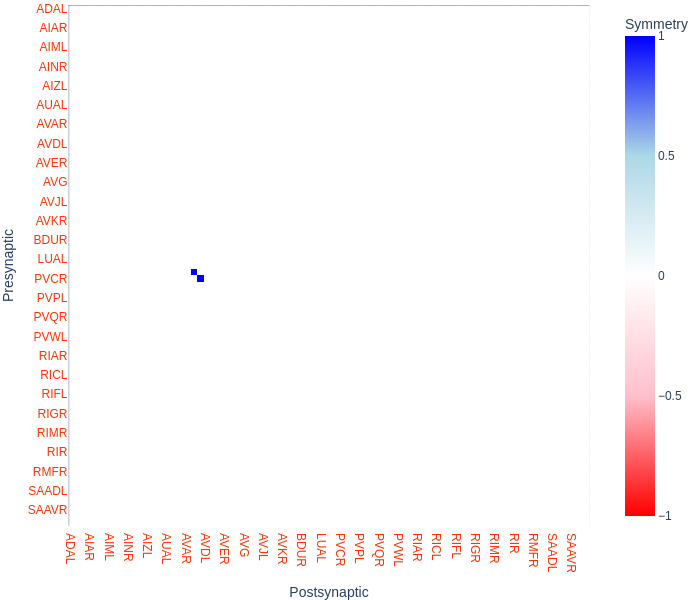 Symmetry
1
0.5
0
−0.5
−1
Presynaptic
ADAL
AIAR
AIML
AINR
AIZL
AUAL
AVAR
AVDL
AVER
AVG
AVJL
AVKR
BDUR
LUAL
PVCR
PVPL
PVQR
PVWL
RIAR
RICL
RIFL
RIGR
RIMR
RIR
RMFR
SAADL
SAAVR
ADAL
AIAR
AIML
AINR
AIZL
AUAL
AVAR
AVDL
AVER
AVG
AVJL
AVKR
BDUR
LUAL
PVCR
PVPL
PVQR
PVWL
RIAR
RICL
RIFL
RIGR
RIMR
RIR
RMFR
SAADL
SAAVR
Postsynaptic